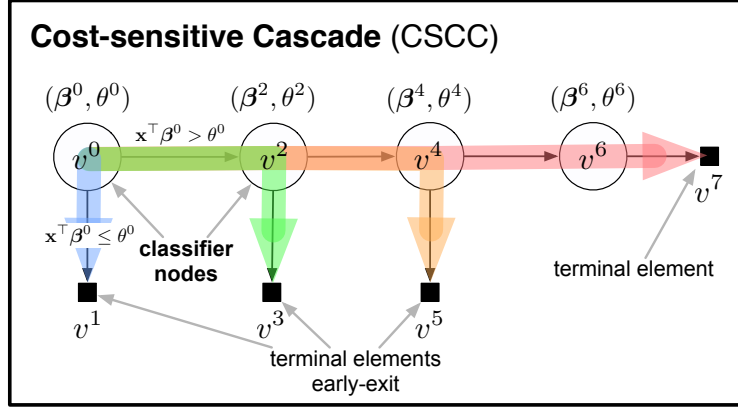 Cost-sensitive Cascade (CSCC)
(β⁰, θ⁰) (β², θ²) (β⁴, θ⁴) (β⁶, θ⁶)
x⊤β⁰ > θ⁰
v⁰ v² v⁴ v⁶
v⁷
x⊤β⁰ ≤ θ⁰
classifier
nodes
terminal element
v¹ v³ v⁵
terminal elements
early-exit